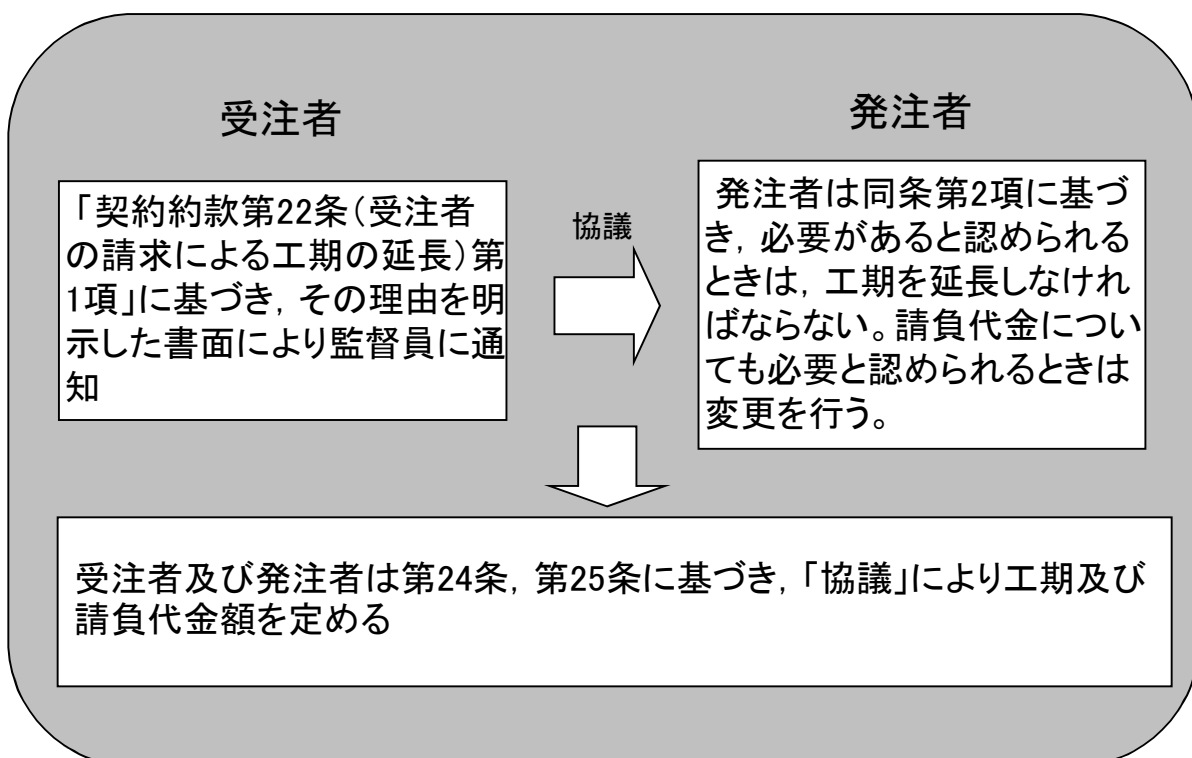 受注者
「契約約款第22条（受注者
の請求による工期の延長）第
1項」に基づき，その理由を明
示した書面により監督員に通
知
協議
発注者
発注者は同条第2項に基づ
き，必要があると認められる
ときは，工期を延長しなけれ
ばならない。請負代金につい
ても必要と認められるときは
変更を行う。
受注者及び発注者は第24条，第25条に基づき，「協議」により工期及び
請負代金額を定める